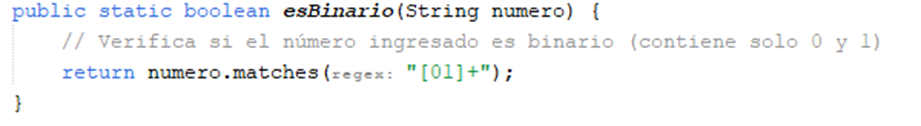 public static boolean esBinario(String numero) {
    // Verifica si el número ingresado es binario (contiene solo 0 y 1)
    return numero.matches(regex: "[01]+");
}